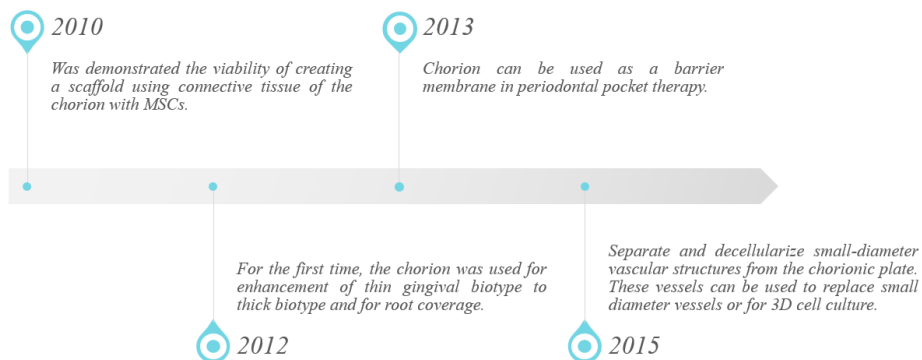 2010
Was demonstrated the viability of creating
a scaffold using connective tissue of the
chorion with MSCs.
2013
Chorion can be used as a barrier
membrane in periodontal pocket therapy.
For the first time, the chorion was used for
enhancement of thin gingival biotype to
thick biotype and for root coverage.
2012
Separate and decellularize small-diameter
vascular structures from the chorionic plate.
These vessels can be used to replace small
diameter vessels or for 3D cell culture.
2015